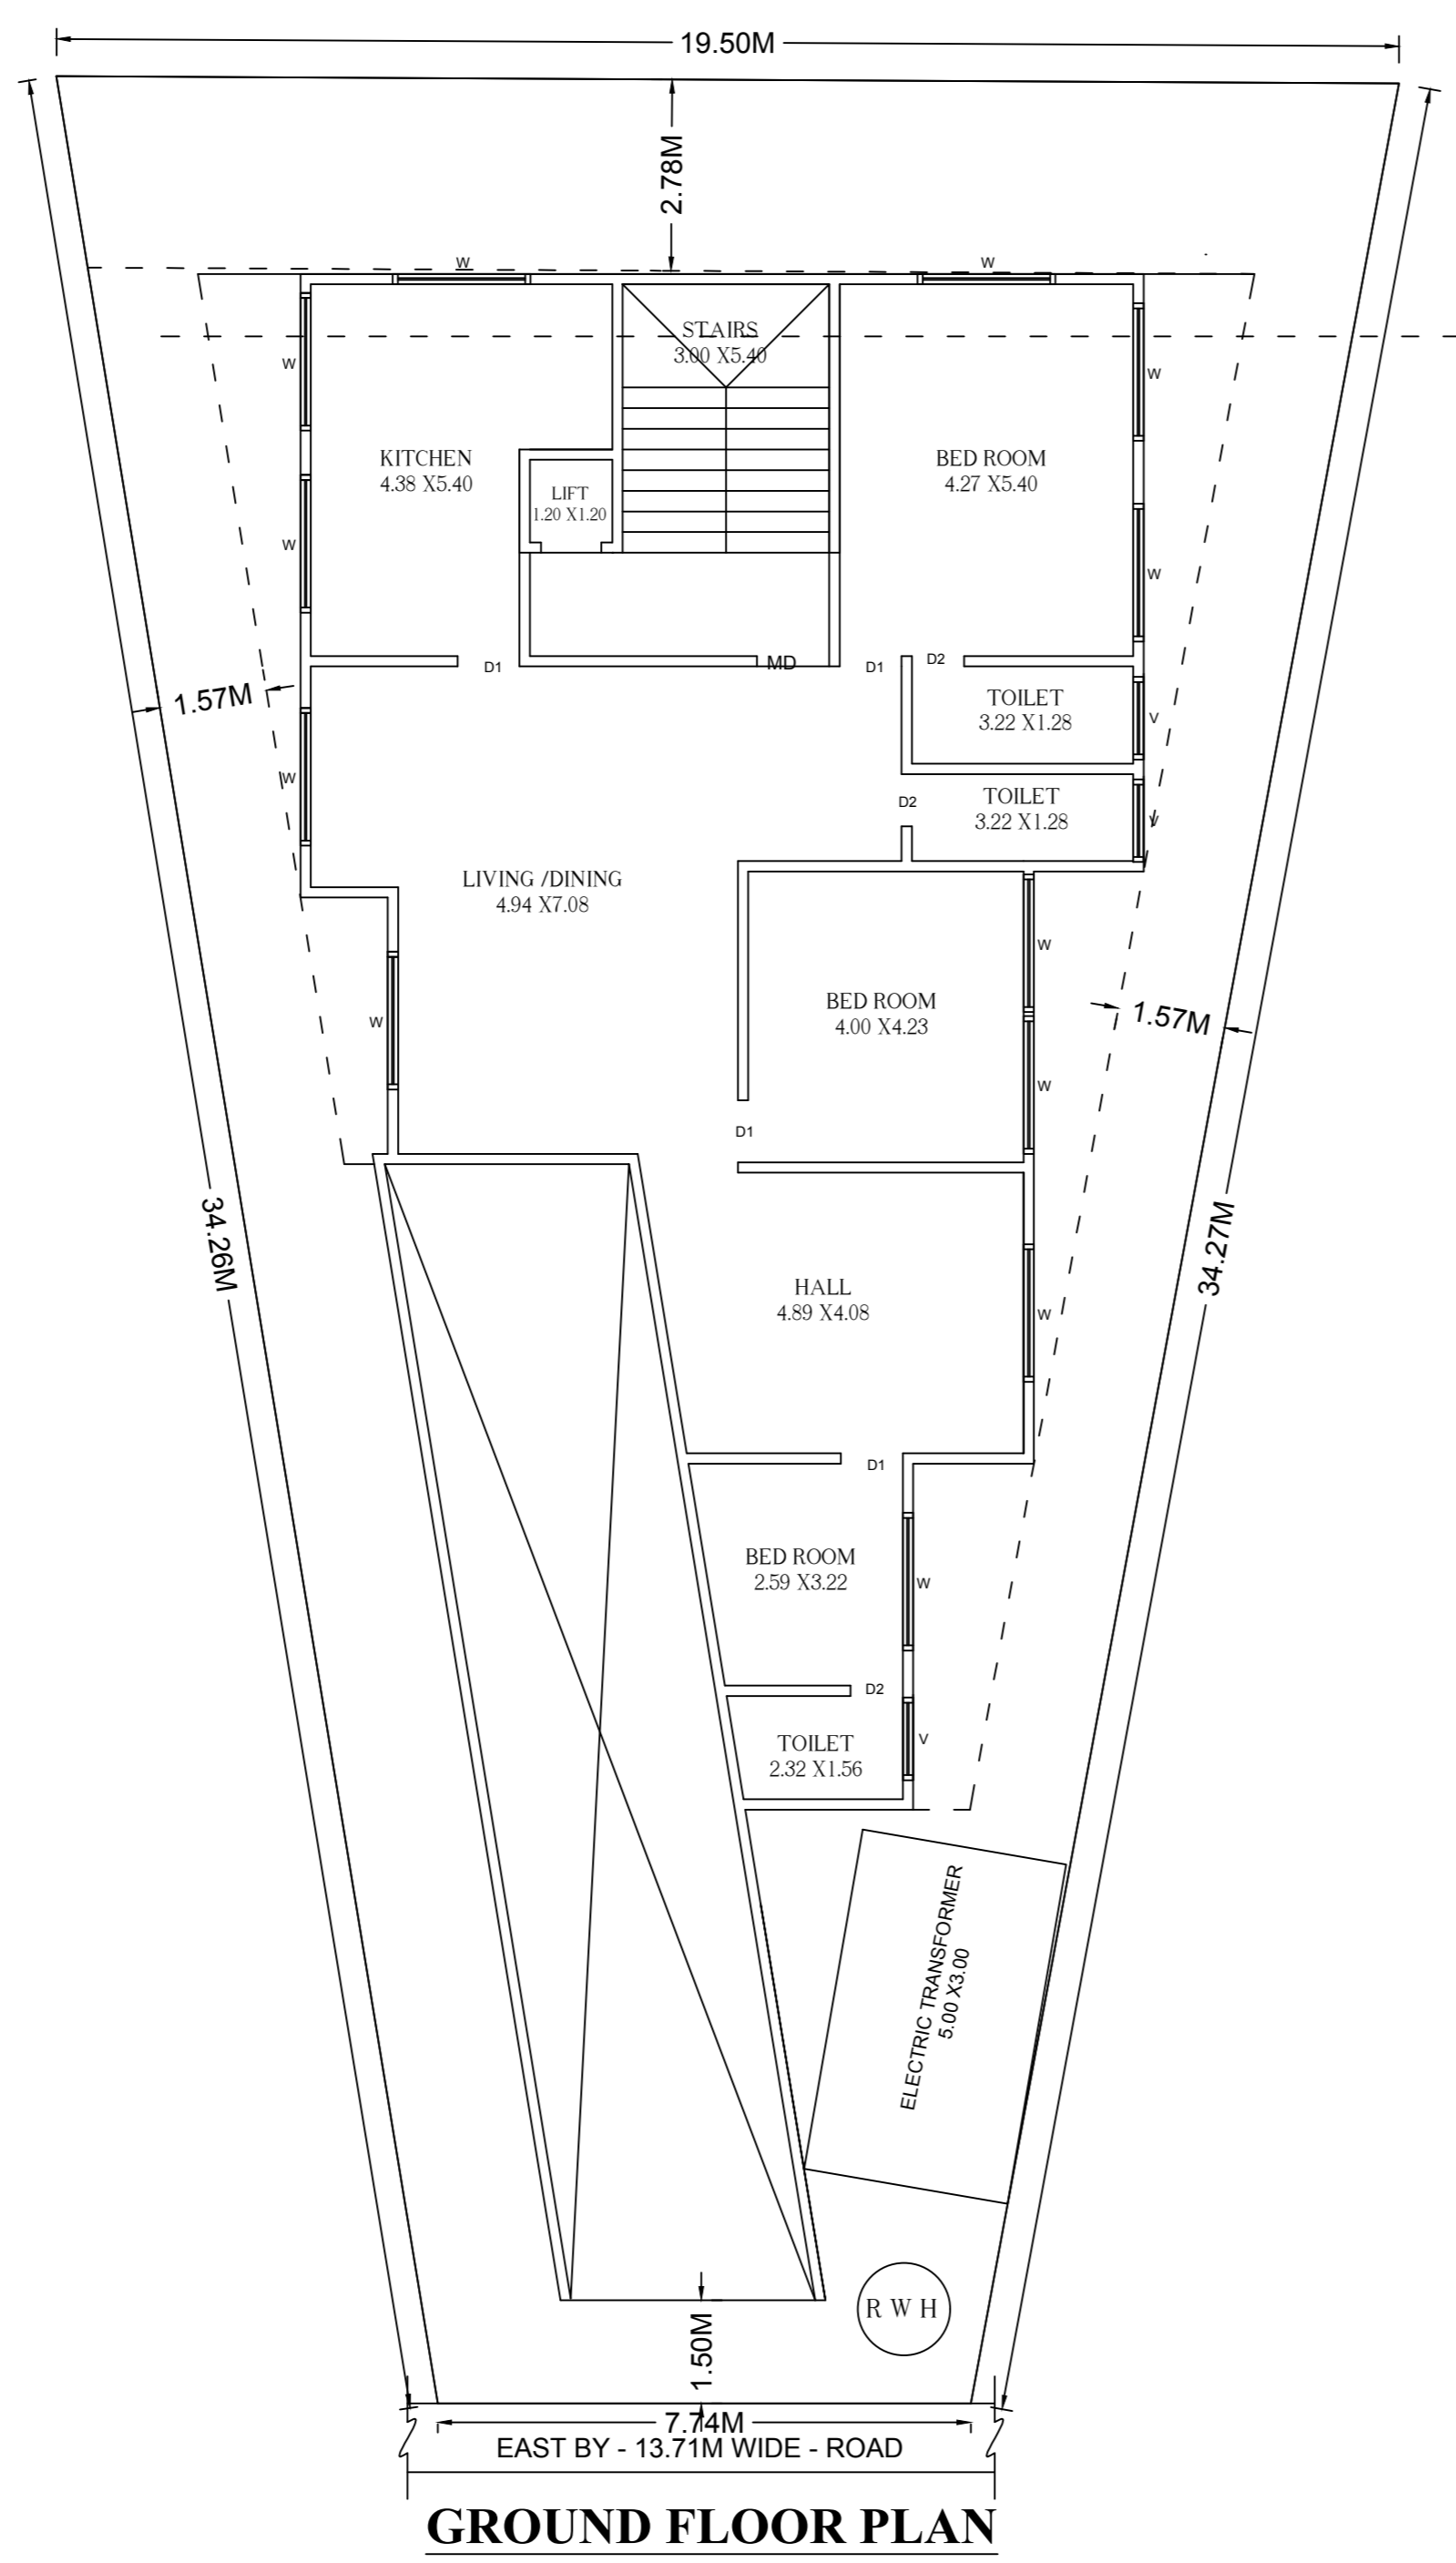 19.50M
2.78M
W
W
STAIRS
3.00 X5.40
W
W
KITCHEN
4.38 X5.40
BED ROOM
4.27 X5.40
LIFT
1.20 X1.20
W
W
D1
MD
D1
D2
1.57M
TOILET
3.22 X1.28
V
W
D2
TOILET
3.22 X1.28
V
LIVING /DINING
4.94 X7.08
W
BED ROOM
4.00 X4.23
W
1.57M
W
D1
34.26M
34.27M
HALL
4.89 X4.08
W
D1
BED ROOM
2.59 X3.22
W
D2
TOILET
2.32 X1.56
V
ELECTRIC TRANSFORMER
5.00 X3.00
R W H
1.50M
7.74M
EAST BY - 13.71M WIDE - ROAD
GROUND FLOOR PLAN